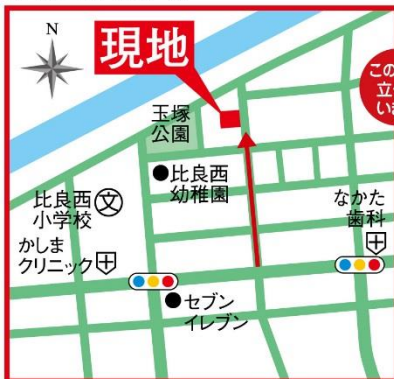 N
現地
この
立
い
玉塚
公園
比良西
幼稚園
比良西
小学校
文
かしま
クリニック
なかた
歯科
セブン
イレブン